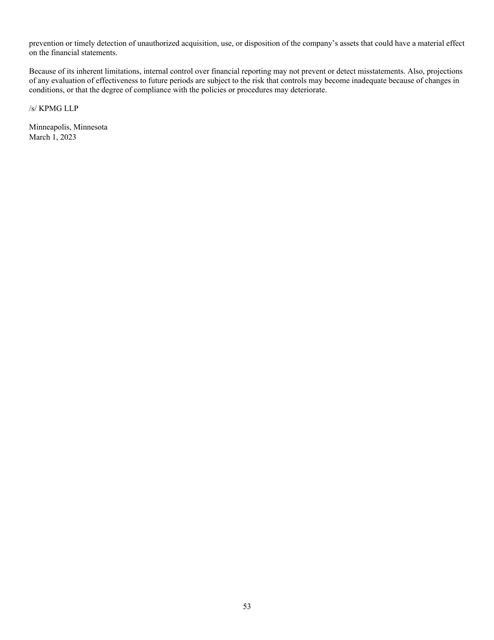 prevention or timely detection of unauthorized acquisition, use, or disposition of the company's assets that could have a material effect
on the financial statements.
Because of its inherent limitations, internal control over financial reporting may not prevent or detect misstatements. Also, projections
of any evaluation of effectiveness to future periods are subject to the risk that controls may become inadequate because of changes in
conditions, or that the degree of compliance with the policies or procedures may deteriorate.
/s/ KPMG LLP
Minneapolis, Minnesota
March 1, 2023
53